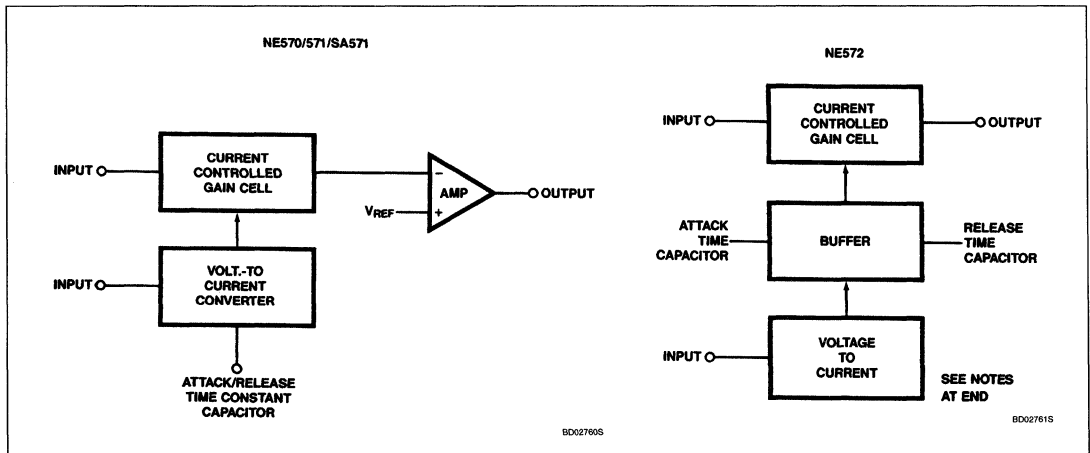 NE570/571/SA571
INPUT
CURRENT
CONTROLLED
GAIN CELL
AMP
−
+
VREF
OUTPUT
INPUT
VOLT.-TO
CURRENT
CONVERTER
ATTACK/RELEASE
TIME CONSTANT
CAPACITOR
BD02760S
NE572
INPUT
CURRENT
CONTROLLED
GAIN CELL
OUTPUT
ATTACK
TIME
CAPACITOR
BUFFER
RELEASE
TIME
CAPACITOR
INPUT
VOLTAGE
TO
CURRENT
SEE NOTES
AT END
BD02761S